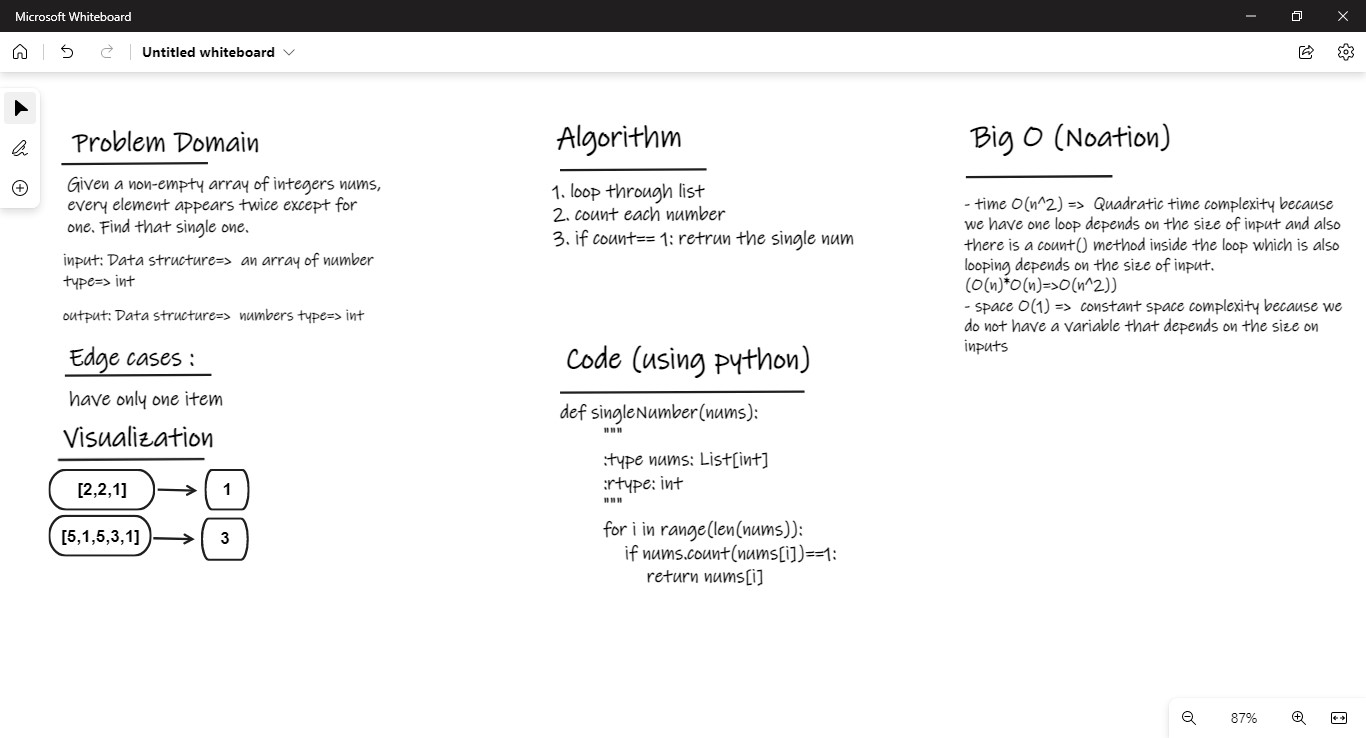 Microsoft Whiteboard
Untitled whiteboard
Problem Domain
Given a non-empty array of integers nums,
every element appears twice except for
one. Find that single one.
input: Data structure=> an array of number
type=> int
output: Data structure=> numbers type=> int
Edge cases :
have only one item
Visualization
[2,2,1]
1
[5,1,5,3,1]
3
Algorithm
1. loop through list
2. count each number
3. if count== 1: retrun the single num
Code (using python)
def singleNumber(nums):
"""
:type nums: List[int]
:rtype: int
"""
for i in range(len(nums)):
if nums.count(nums[i])==1:
return nums[i]
Big O (Noation)
- time O(n^2) => Quadratic time complexity because
we have one loop depends on the size of input and also
there is a count() method inside the loop which is also
looping depends on the size of input.
(O(n)*O(n)=>O(n^2))
- space O(1) => constant space complexity because we
do not have a variable that depends on the size on
inputs
87%